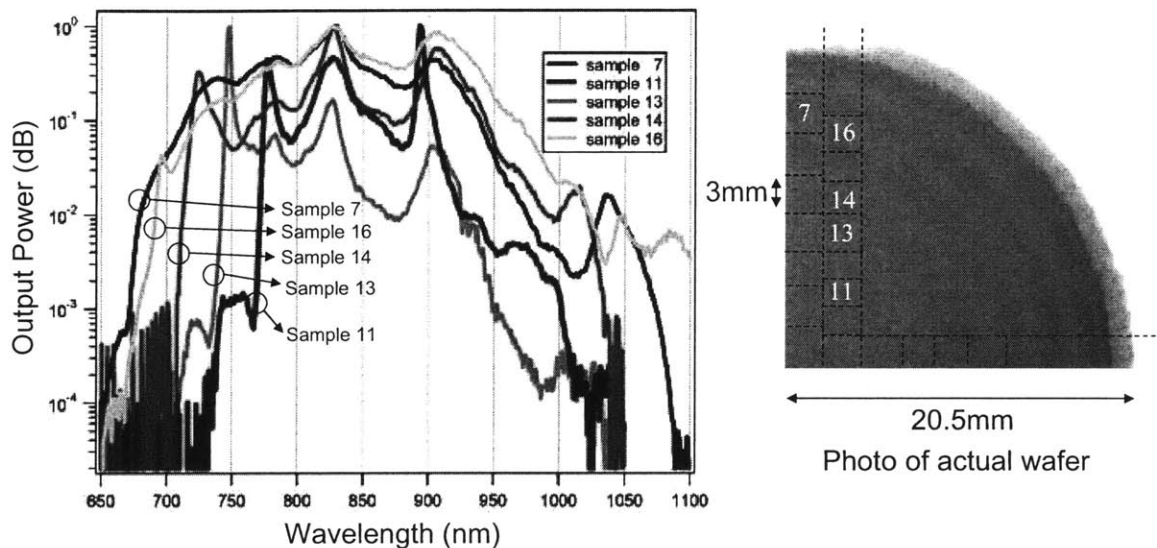 Output Power (dB)
10^0
10^-1
10^-2
10^-3
10^-4
sample 7
sample 11
sample 13
sample 14
sample 16
Sample 7
Sample 16
Sample 14
Sample 13
Sample 11
650 700 750 800 850 900 950 1000 1050 1100
Wavelength (nm)
7
16
3mm
14
13
11
20.5mm
Photo of actual wafer